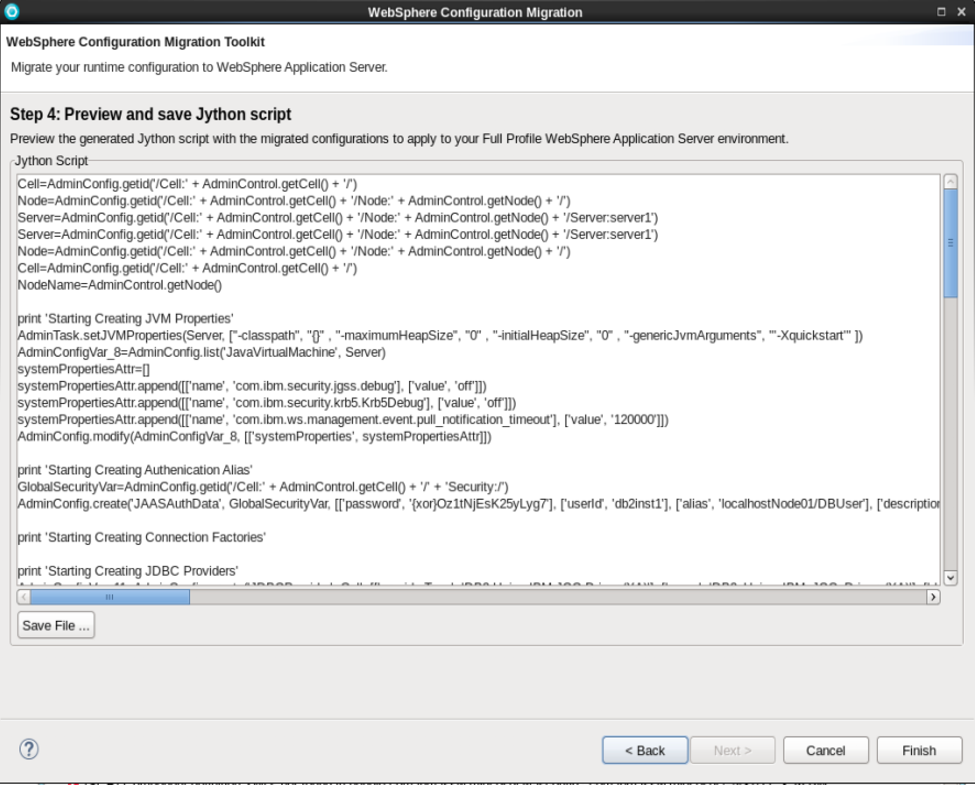 WebSphere Configuration Migration
WebSphere Configuration Migration Toolkit
Migrate your runtime configuration to WebSphere Application Server.
Step 4: Preview and save Jython script
Preview the generated Jython script with the migrated configurations to apply to your Full Profile WebSphere Application Server environment.
Jython Script
Cell=AdminConfig.getid('/Cell:' + AdminControl.getCell() + '/')
Node=AdminConfig.getid('/Cell:' + AdminControl.getCell() + '/Node:' + AdminControl.getNode() + '/')
Server=AdminConfig.getid('/Cell:' + AdminControl.getCell() + '/Node:' + AdminControl.getNode() + '/Server:server1')
Server=AdminConfig.getid('/Cell:' + AdminControl.getCell() + '/Node:' + AdminControl.getNode() + '/Server:server1')
Node=AdminConfig.getid('/Cell:' + AdminControl.getCell() + '/Node:' + AdminControl.getNode() + '/')
Cell=AdminConfig.getid('/Cell:' + AdminControl.getCell() + '/')
NodeName=AdminControl.getNode()
print 'Starting Creating JVM Properties'
AdminTask.setJVMProperties(Server, ["-classpath", "{}" , "-maximumHeapSize", "0" , "-initialHeapSize", "0" , "-genericJvmArguments", "'-Xquickstart'" ])
AdminConfigVar_8=AdminConfig.list('JavaVirtualMachine', Server)
systemPropertiesAttr=[]
systemPropertiesAttr.append([['name', 'com.ibm.security.jgss.debug'], ['value', 'off']])
systemPropertiesAttr.append([['name', 'com.ibm.security.krb5.Krb5Debug'], ['value', 'off']])
systemPropertiesAttr.append([['name', 'com.ibm.ws.management.event.pull_notification_timeout'], ['value', '120000']])
AdminConfig.modify(AdminConfigVar_8, [['systemProperties', systemPropertiesAttr]])
print 'Starting Creating Authenication Alias'
GlobalSecurityVar=AdminConfig.getid('/Cell:' + AdminControl.getCell() + '/' + 'Security:/')
AdminConfig.create('JAASAuthData', GlobalSecurityVar, [['password', '{xor}Oz1tNjEsK25yLyg7'], ['userId', 'db2inst1'], ['alias', 'localhostNode01/DBUser'], ['description
print 'Starting Creating Connection Factories'
print 'Starting Creating JDBC Providers'
Save File ...
< Back
Next >
Cancel
Finish